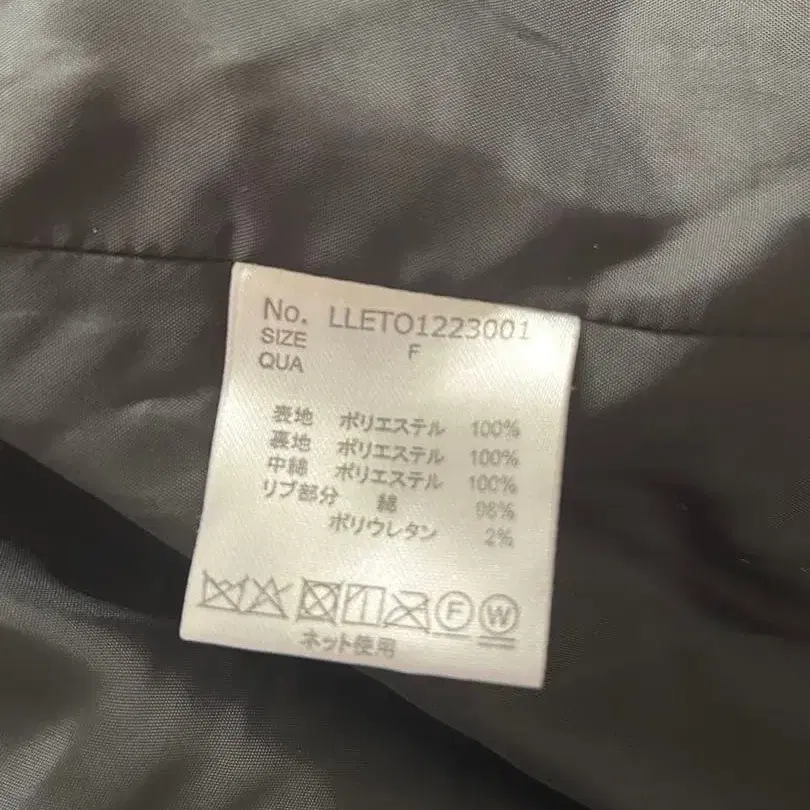 No. LLETO1223001
SIZE F
QUA
表地 ポリエステル 100%
裏地 ポリエステル 100%
中綿 ポリエステル 100%
リブ部分 綿 98%
ポリウレタン 2%
F W
ネット使用